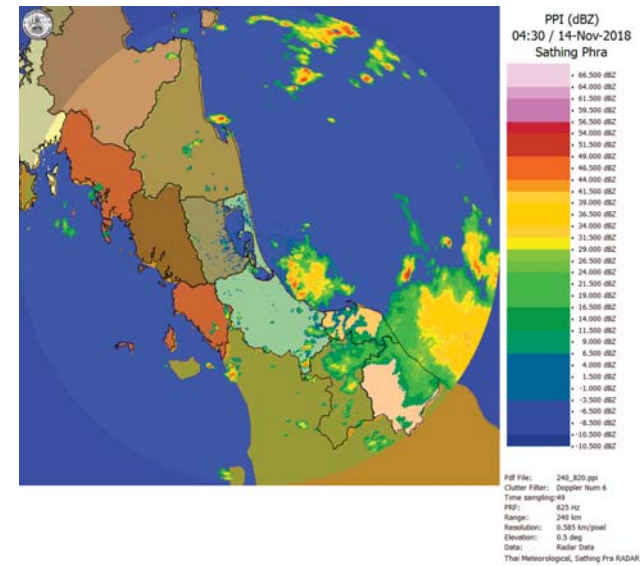 PPI (dBZ)
04:30 / 14-Nov-2018
Sathing Phra
66.500 dBZ
64.000 dBZ
61.500 dBZ
59.500 dBZ
56.500 dBZ
54.000 dBZ
51.500 dBZ
49.000 dBZ
46.500 dBZ
44.000 dBZ
41.500 dBZ
39.000 dBZ
36.500 dBZ
34.000 dBZ
31.500 dBZ
29.000 dBZ
26.500 dBZ
24.000 dBZ
21.500 dBZ
19.000 dBZ
16.500 dBZ
14.000 dBZ
11.500 dBZ
9.000 dBZ
6.500 dBZ
4.000 dBZ
1.500 dBZ
-1.000 dBZ
-3.500 dBZ
-6.500 dBZ
-8.500 dBZ
-10.500 dBZ
-10.500 dBZ
Pdf File: 240_820.ppi
Clutter Filter: Doppler Num 6
Time sampling:49
PRF: 625 Hz
Range: 240 km
Resolution: 0.585 km/pixel
Elevation: 0.5 deg
Data: Radar Data
Thai Meteorological, Sathing Pra RADAR